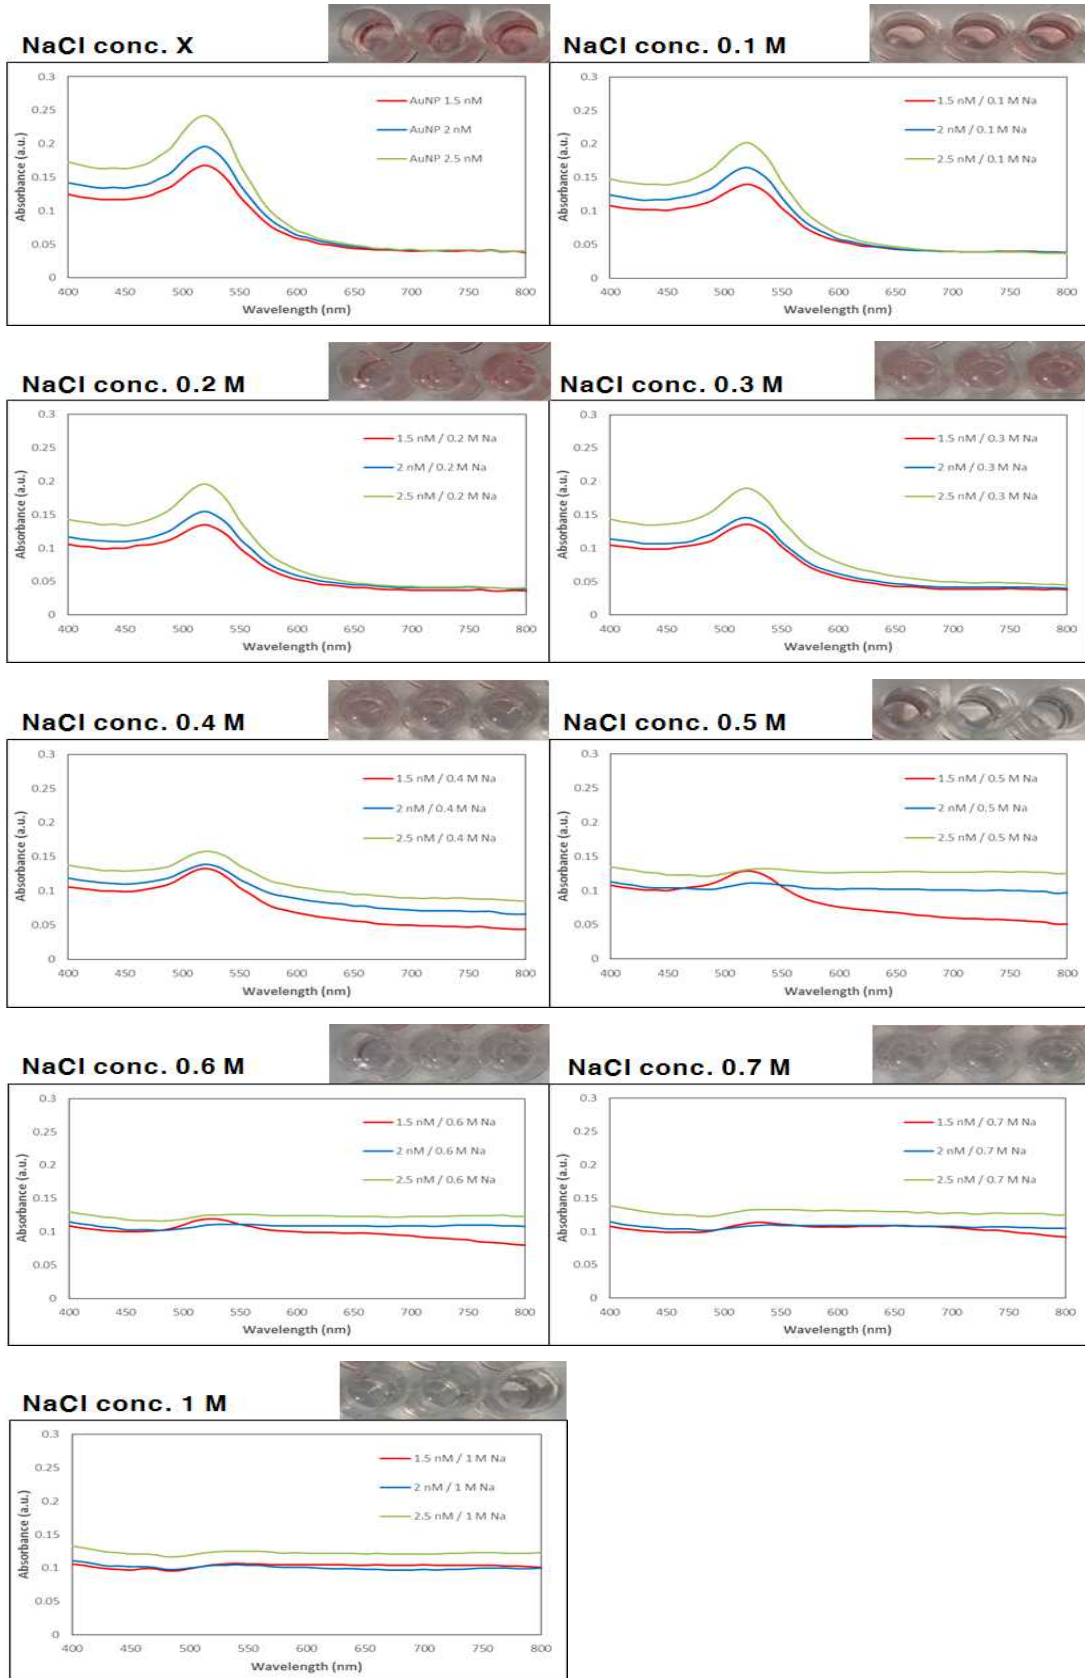 NaCl conc. X
0.3
0.25
0.2
0.15
0.1
0.05
0
Absorbance (a.u.)
AuNP 1.5 nM
AuNP 2 nM
AuNP 2.5 nM
400 450 500 550 600 650 700 750 800
Wavelength (nm)
NaCl conc. 0.1 M
0.3
0.25
0.2
0.15
0.1
0.05
0
Absorbance (a.u.)
1.5 nM / 0.1 M Na
2 nM / 0.1 M Na
2.5 nM / 0.1 M Na
400 450 500 550 600 650 700 750 800
Wavelength (nm)
NaCl conc. 0.2 M
0.3
0.25
0.2
0.15
0.1
0.05
0
Absorbance (a.u.)
1.5 nM / 0.2 M Na
2 nM / 0.2 M Na
2.5 nM / 0.2 M Na
400 450 500 550 600 650 700 750 800
Wavelength (nm)
NaCl conc. 0.3 M
0.3
0.25
0.2
0.15
0.1
0.05
0
Absorbance (a.u.)
1.5 nM / 0.3 M Na
2 nM / 0.3 M Na
2.5 nM / 0.3 M Na
400 450 500 550 600 650 700 750 800
Wavelength (nm)
NaCl conc. 0.4 M
0.3
0.25
0.2
0.15
0.1
0.05
0
Absorbance (a.u.)
1.5 nM / 0.4 M Na
2 nM / 0.4 M Na
2.5 nM / 0.4 M Na
400 450 500 550 600 650 700 750 800
Wavelength (nm)
NaCl conc. 0.5 M
0.3
0.25
0.2
0.15
0.1
0.05
0
Absorbance (a.u.)
1.5 nM / 0.5 M Na
2 nM / 0.5 M Na
2.5 nM / 0.5 M Na
400 450 500 550 600 650 700 750 800
Wavelength (nm)
NaCl conc. 0.6 M
0.3
0.25
0.2
0.15
0.1
0.05
0
Absorbance (a.u.)
1.5 nM / 0.6 M Na
2 nM / 0.6 M Na
2.5 nM / 0.6 M Na
400 450 500 550 600 650 700 750 800
Wavelength (nm)
NaCl conc. 0.7 M
0.3
0.25
0.2
0.15
0.1
0.05
0
Absorbance (a.u.)
1.5 nM / 0.7 M Na
2 nM / 0.7 M Na
2.5 nM / 0.7 M Na
400 450 500 550 600 650 700 750 800
Wavelength (nm)
NaCl conc. 1 M
0.3
0.25
0.2
0.15
0.1
0.05
0
Absorbance (a.u.)
1.5 nM / 1 M Na
2 nM / 1 M Na
2.5 nM / 1 M Na
400 450 500 550 600 650 700 750 800
Wavelength (nm)